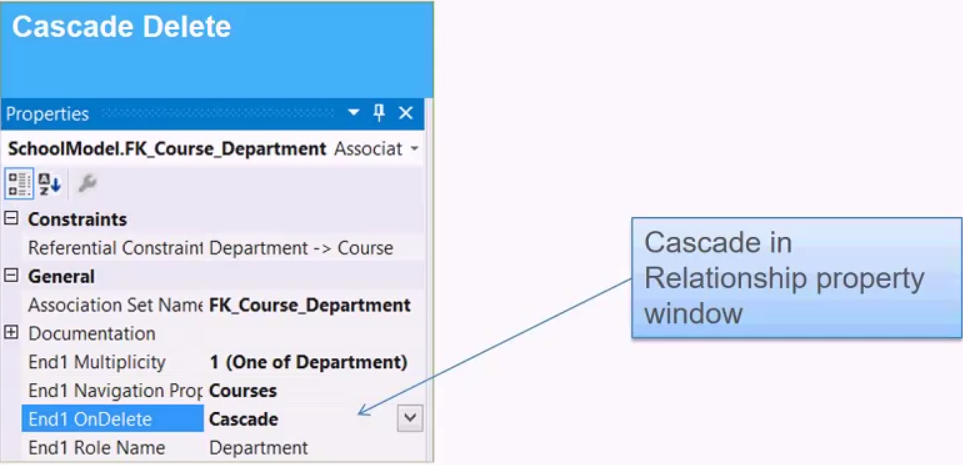 Cascade Delete
Properties
SchoolModel.FK_Course_Department Associat
Constraints
Referential Constraint Department -> Course
General
Association Set Name FK_Course_Department
Documentation
End1 Multiplicity 1 (One of Department)
End1 Navigation Prop Courses
End1 OnDelete Cascade
End1 Role Name Department
Cascade in
Relationship property
window